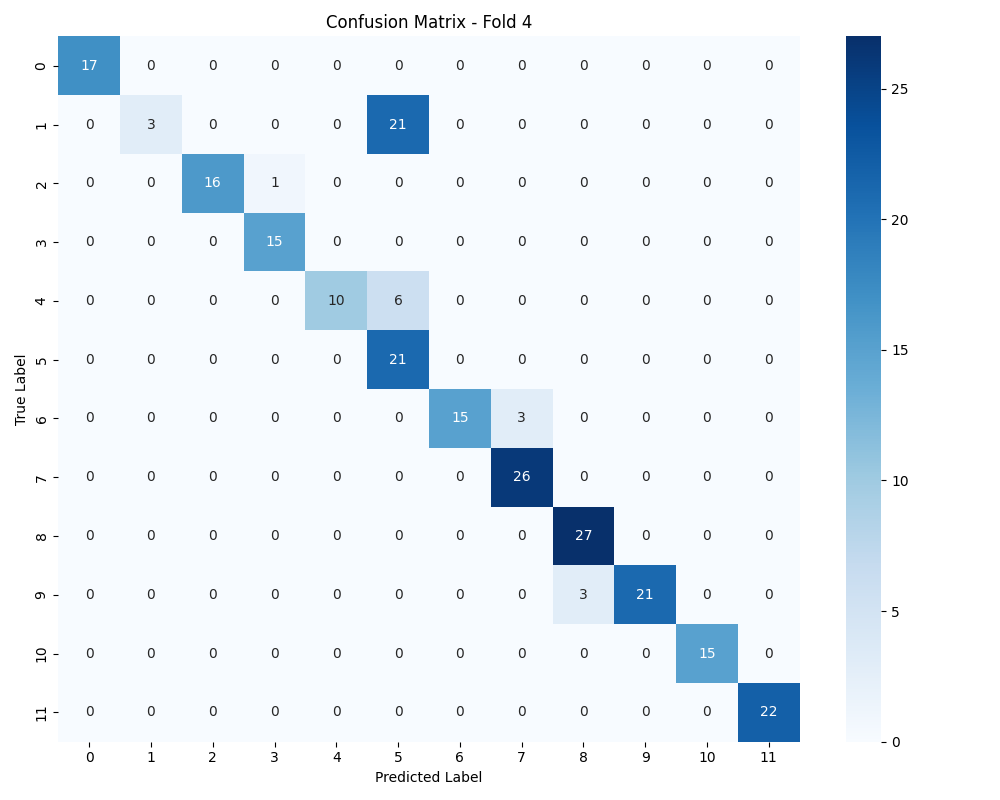 Confusion Matrix - Fold 4
0 17 0 0 0 0 0 0 0 0 0 0 0
1 0 3 0 0 0 21 0 0 0 0 0 0
2 0 0 16 1 0 0 0 0 0 0 0 0
3 0 0 0 15 0 0 0 0 0 0 0 0
4 0 0 0 0 10 6 0 0 0 0 0 0
5 0 0 0 0 0 21 0 0 0 0 0 0
6 0 0 0 0 0 0 15 3 0 0 0 0
7 0 0 0 0 0 0 0 26 0 0 0 0
8 0 0 0 0 0 0 0 0 27 0 0 0
9 0 0 0 0 0 0 0 0 3 21 0 0
10 0 0 0 0 0 0 0 0 0 0 15 0
11 0 0 0 0 0 0 0 0 0 0 0 22
0 1 2 3 4 5 6 7 8 9 10 11
True Label
Predicted Label
25
20
15
10
5
0